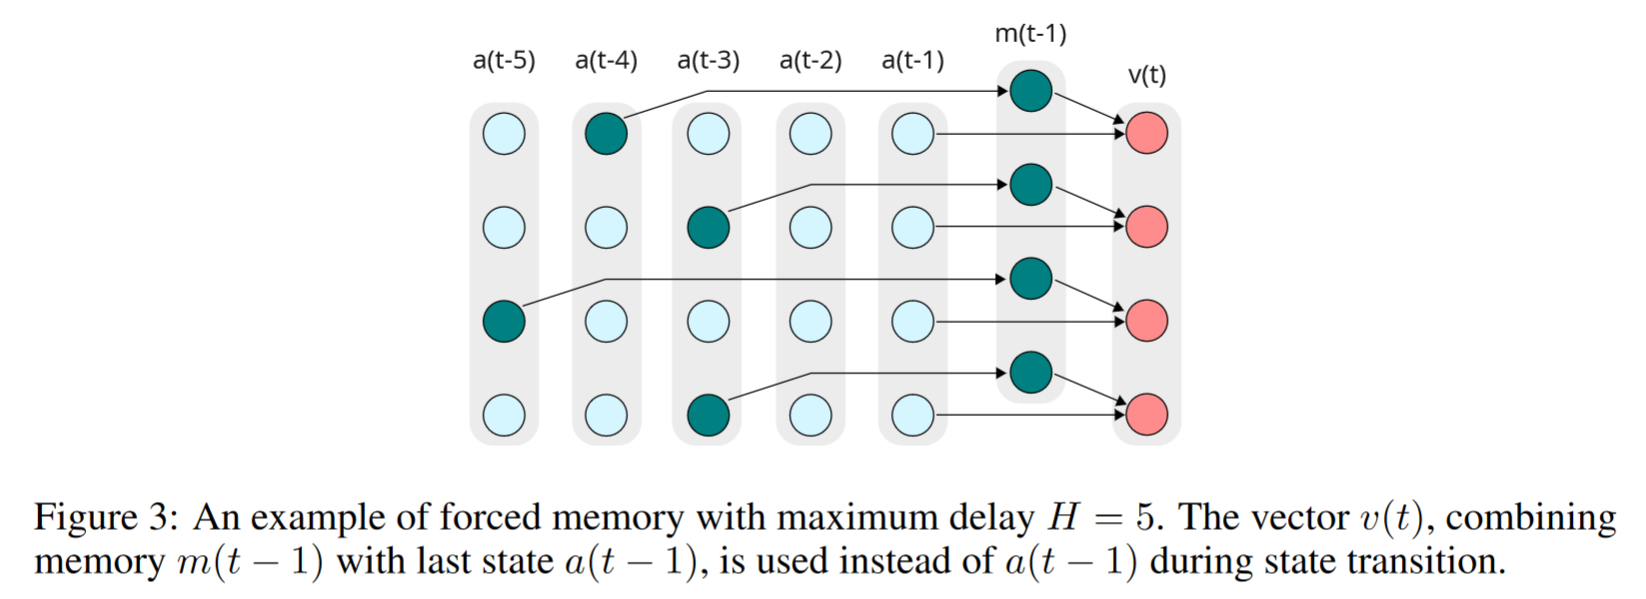 m(t-1)
a(t-5) a(t-4) a(t-3) a(t-2) a(t-1) v(t)
Figure 3: An example of forced memory with maximum delay H = 5. The vector v(t), combining
memory m(t − 1) with last state a(t − 1), is used instead of a(t − 1) during state transition.